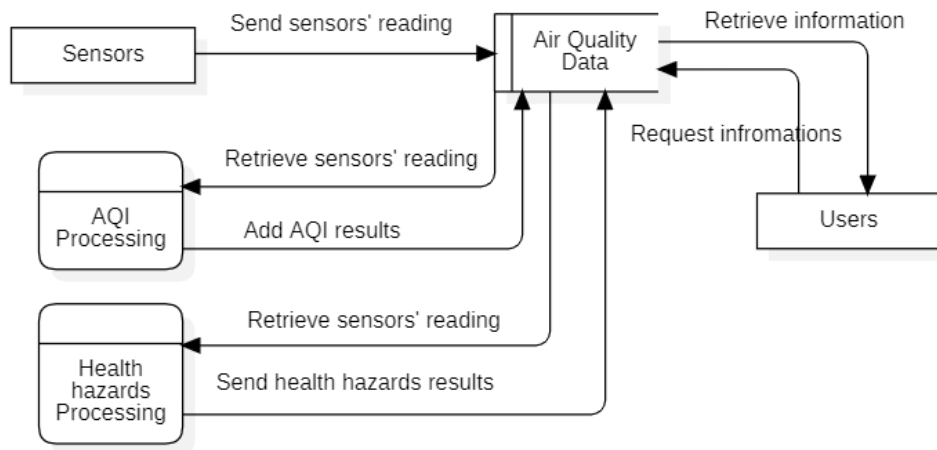 Send sensors' reading
Retrieve information
Sensors
Air Quality
Data
Request infromations
Retrieve sensors' reading
AQI
Processing
Add AQI results
Users
Retrieve sensors' reading
Health
hazards
Processing
Send health hazards results